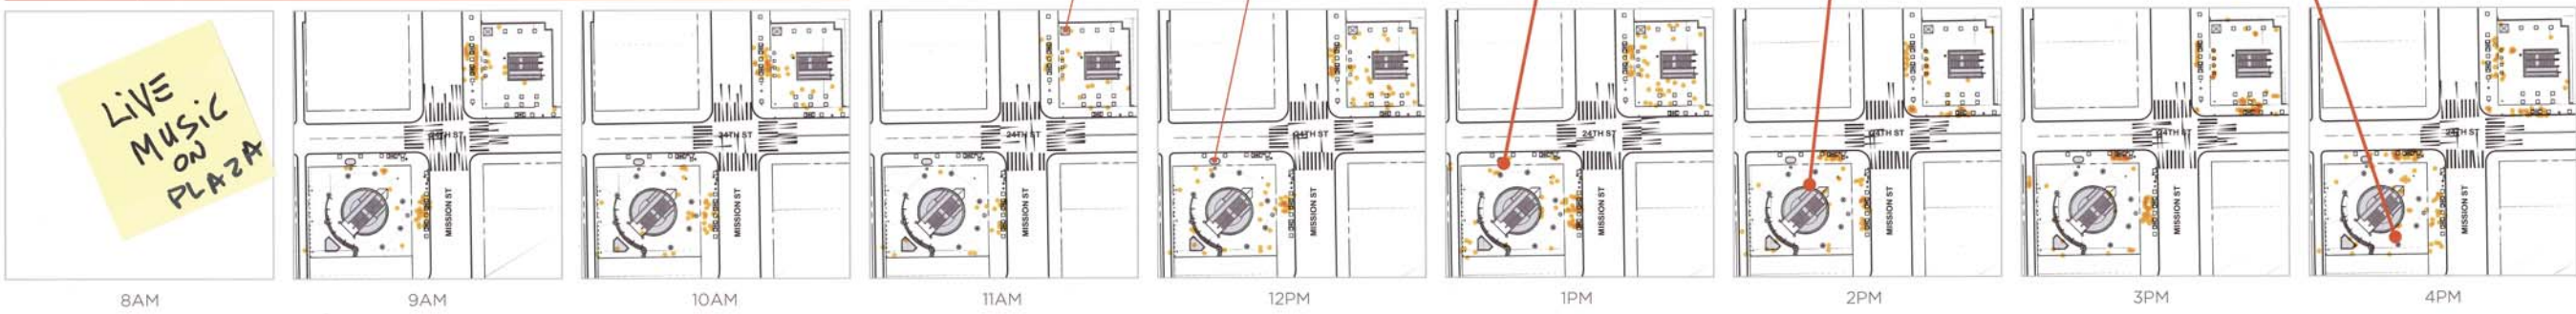 LIVE
MUSIC
ON
PLAZA
24TH ST
MISSION ST
24TH ST
MISSION ST
24TH ST
MISSION ST
24TH ST
MISSION ST
24TH ST
MISSION ST
24TH ST
MISSION ST
24TH ST
MISSION ST
24TH ST
MISSION ST
8AM
9AM
10AM
11AM
12PM
1PM
2PM
3PM
4PM